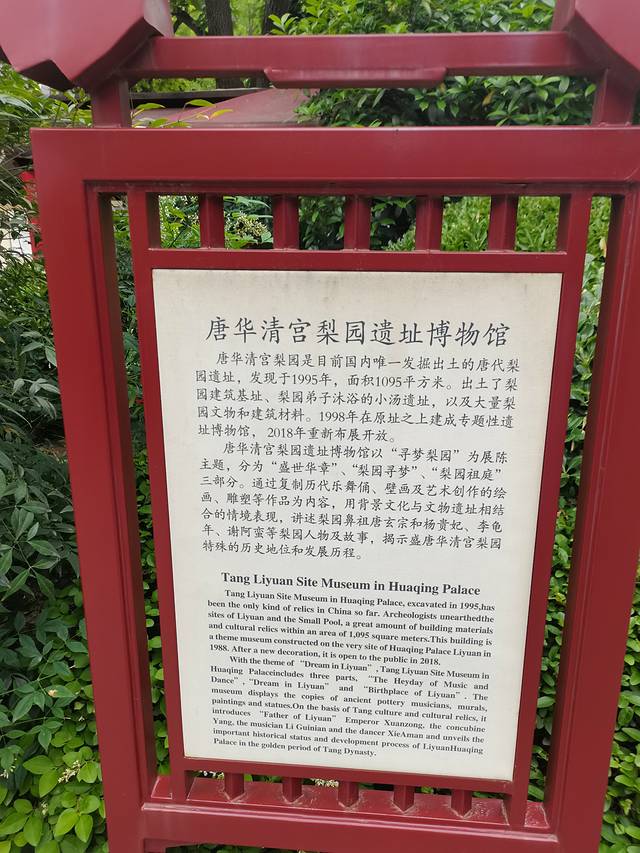 唐华清宫梨园遗址博物馆
唐华清宫梨园是目前国内唯一发掘出土的唐代梨
园遗址，发现于1995年，面积1095平方米。出土了梨
园建筑基址、梨园弟子沐浴的小汤遗址，以及大量梨
园文物和建筑材料。1998年在原址之上建成专题性遗
址博物馆，2018年重新布展开放。
唐华清宫梨园遗址博物馆以“寻梦梨园”为展陈
主题，分为“盛世华章”、“梨园寻梦”、“梨园祖庭”
三部分。通过复制历代乐舞俑、壁画及艺术创作的绘
画、雕塑等作品为内容，用背景文化与文物遗址相结
合的情境表现，讲述梨园鼻祖唐玄宗和杨贵妃、李龟
年、谢阿蛮等梨园人物及故事，揭示盛唐华清宫梨园
特殊的历史地位和发展历程。
Tang Liyuan Site Museum in Huaqing Palace
Tang Liyuan Site Museum in Huaqing Palace, excavated in 1995,has
been the only kind of relics in China so far. Archeologists unearthedthe
sites of Liyuan and the Small Pool, a great amount of building materials
and cultural relics within an area of 1,095 square meters.This building is
a theme museum constructed on the very site of Huaqing Palace Liyuan in
1988. After a new decoration, it is open to the public in 2018.
With the theme of “Dream in Liyuan”, Tang Liyuan Site Museum in
Huaqing Palaceincludes three parts, “The Heyday of Music and
Dance”,“Dream in Liyuan” and “Birthplace of Liyuan”. The
museum displays the copies of ancient pottery musicians, murals,
paintings and statues.On the basis of Tang culture and cultural relics, it
introduces “Father of Liyuan” Emperor Xuanzong, the concubine
Yang, the musician Li Guinian and the dancer XieAman and unveils the
important historical status and development process of LiyuanHuaqing
Palace in the golden period of Tang Dynasty.